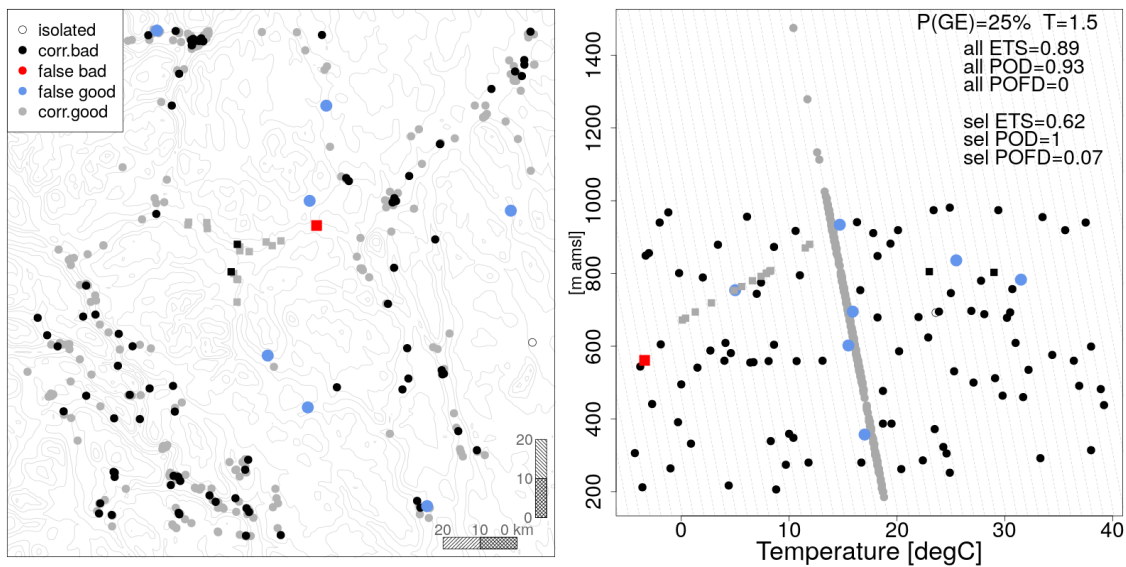 isolated
corr.bad
false bad
false good
corr.good
20
10
0
20 10 0 km
P(GE)=25% T=1.5
all ETS=0.89
all POD=0.93
all POFD=0
sel ETS=0.62
sel POD=1
sel POFD=0.07
[m amsl]
1400
1200
1000
800
600
400
200
0 10 20 30 40
Temperature [degC]